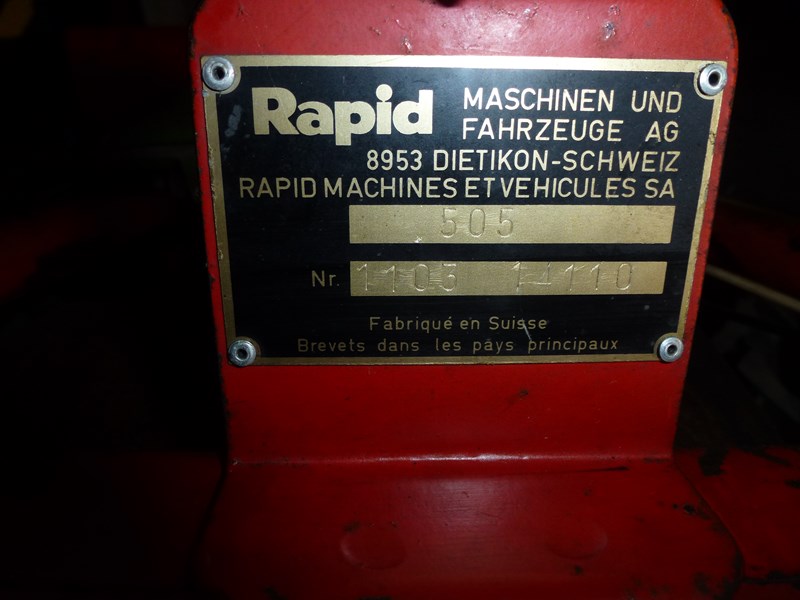 Rapid MASCHINEN UND
FAHRZEUGE AG
8953 DIETIKON-SCHWEIZ
RAPID MACHINES ET VEHICULES SA
505
Nr. 1103 14110
Fabriqué en Suisse
Brevets dans les pays principaux